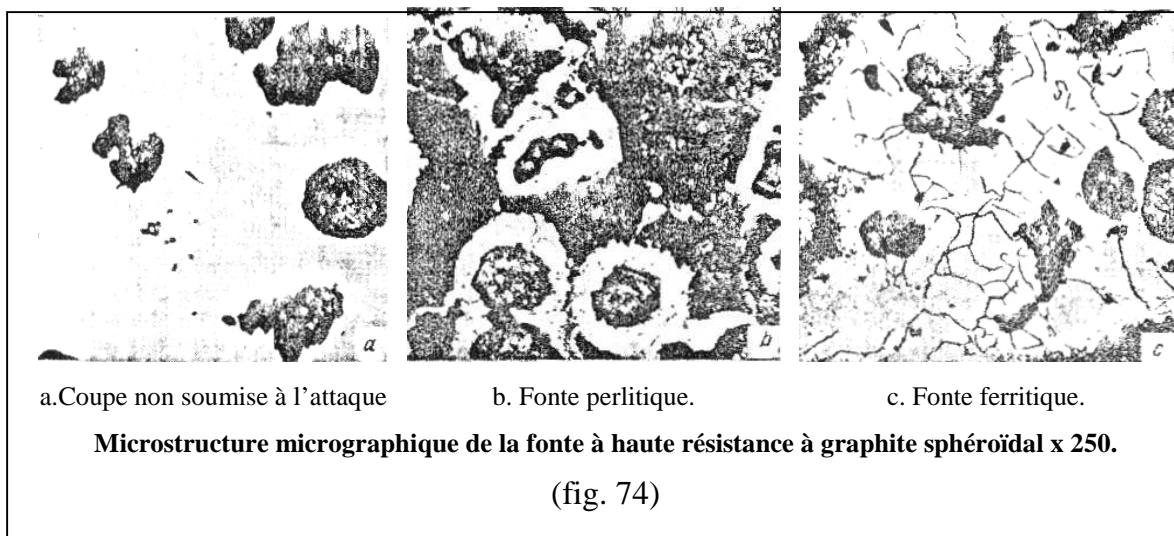 a b c
a.Coupe non soumise à l'attaque b. Fonte perlitique. c. Fonte ferritique.
Microstructure micrographique de la fonte à haute résistance à graphite sphéroïdal x 250.
(fig. 74)